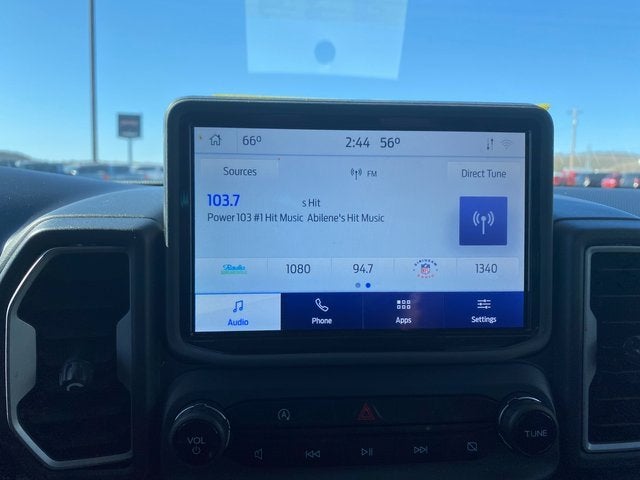 66° 2:44 56°
Sources FM Direct Tune
103.7 s Hit
Power 103 #1 Hit Music Abilene's Hit Music
1080 94.7 1340
Audio Phone Apps Settings
VOL TUNE